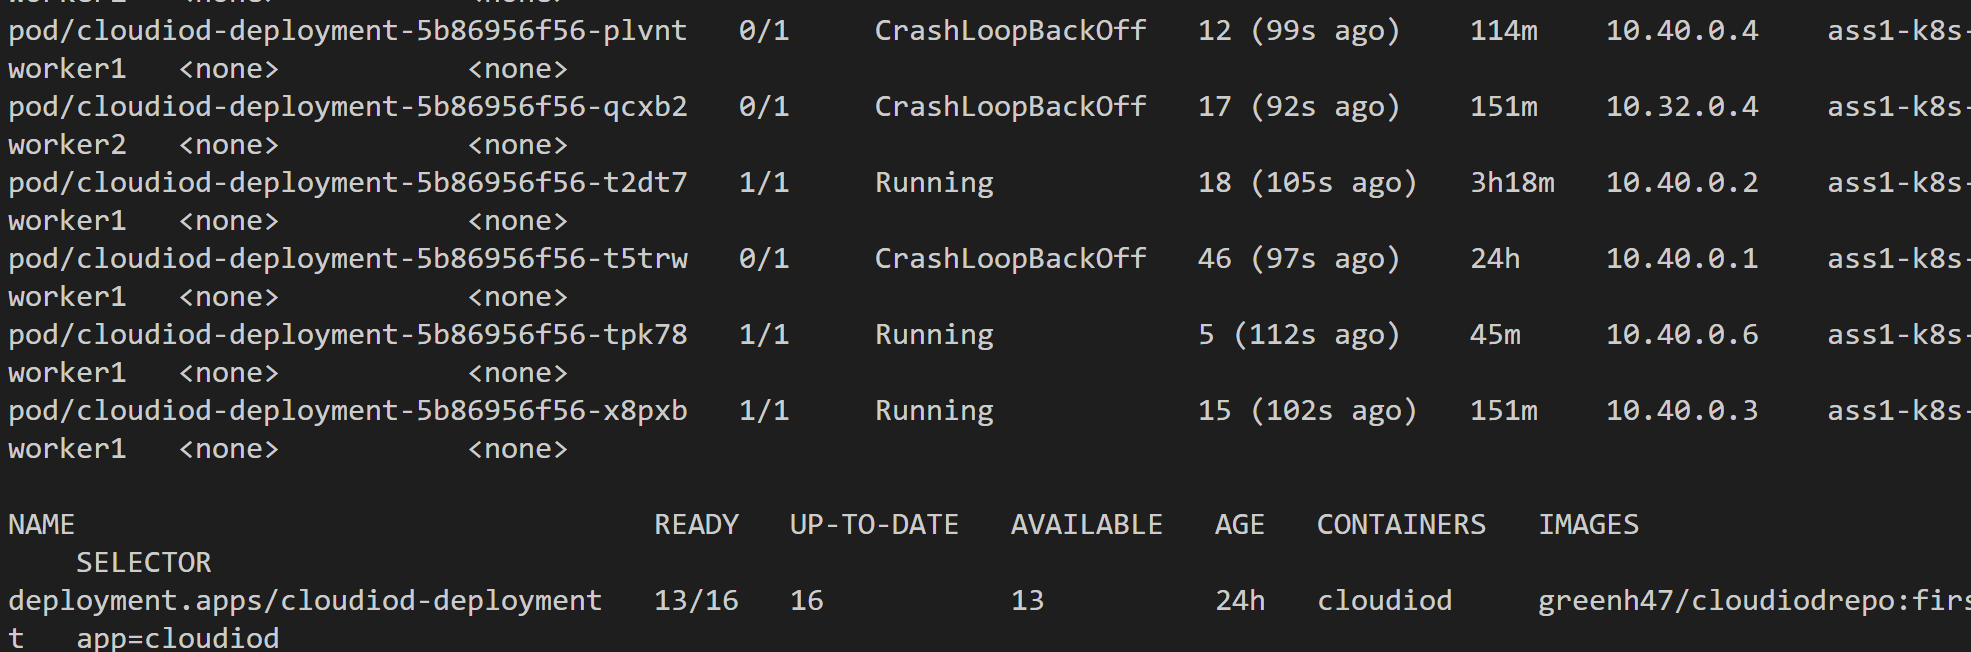 pod/cloudiod-deployment-5b86956f56-plvnt   0/1     CrashLoopBackOff   12 (99s ago)    114m    10.40.0.4    ass1-k8s-
worker1   <none>           <none>
pod/cloudiod-deployment-5b86956f56-qcxb2   0/1     CrashLoopBackOff   17 (92s ago)    151m    10.32.0.4    ass1-k8s-
worker2   <none>           <none>
pod/cloudiod-deployment-5b86956f56-t2dt7   1/1     Running            18 (105s ago)   3h18m   10.40.0.2    ass1-k8s-
worker1   <none>           <none>
pod/cloudiod-deployment-5b86956f56-t5trw   0/1     CrashLoopBackOff   46 (97s ago)    24h     10.40.0.1    ass1-k8s-
worker1   <none>           <none>
pod/cloudiod-deployment-5b86956f56-tpk78   1/1     Running            5 (112s ago)    45m     10.40.0.6    ass1-k8s-
worker1   <none>           <none>
pod/cloudiod-deployment-5b86956f56-x8pxb   1/1     Running            15 (102s ago)   151m    10.40.0.3    ass1-k8s-
worker1   <none>           <none>
NAME                                  READY   UP-TO-DATE   AVAILABLE   AGE   CONTAINERS   IMAGES
    SELECTOR
deployment.apps/cloudiod-deployment   13/16   16           13          24h   cloudiod     greenh47/cloudiodrepo:firs
t   app=cloudiod